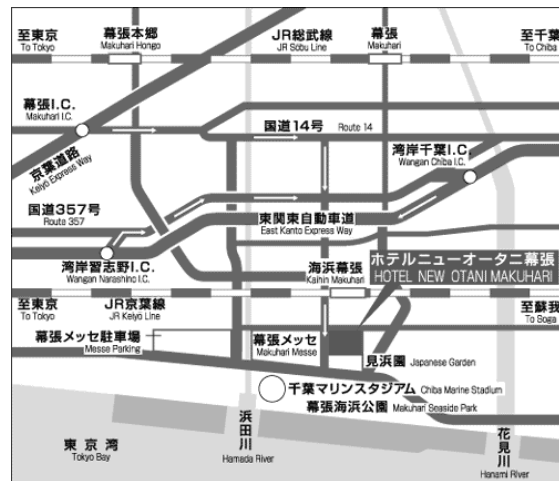 至東京
To Tokyo
幕張本郷
Makuhari Hongo
JR総武線
JR Sobu Line
幕張
Makuhari
至千葉
To Chiba
幕張I.C.
Makuhari I.C.
国道14号 Route 14
京葉道路
Keiyo Express Way
湾岸千葉I.C.
Wangan Chiba I.C.
国道357号
Route 357
東関東自動車道
East Kanto Express Way
湾岸習志野I.C.
Wangan Narashino I.C.
海浜幕張
Kaihin Makuhari
ホテルニューオータニ幕張
HOTEL NEW OTANI MAKUHARI
至東京
To Tokyo
JR京葉線
JR Keiyo Line
至蘇我
To Soga
幕張メッセ駐車場
Messe Parking
幕張メッセ
Makuhari Messe
見浜園 Japanese Garden
千葉マリンスタジアム Chiba Marine Stadium
幕張海浜公園 Makuhari Seaside Park
東京湾
Tokyo Bay
浜田川
Hamada River
花見川
Hanami River